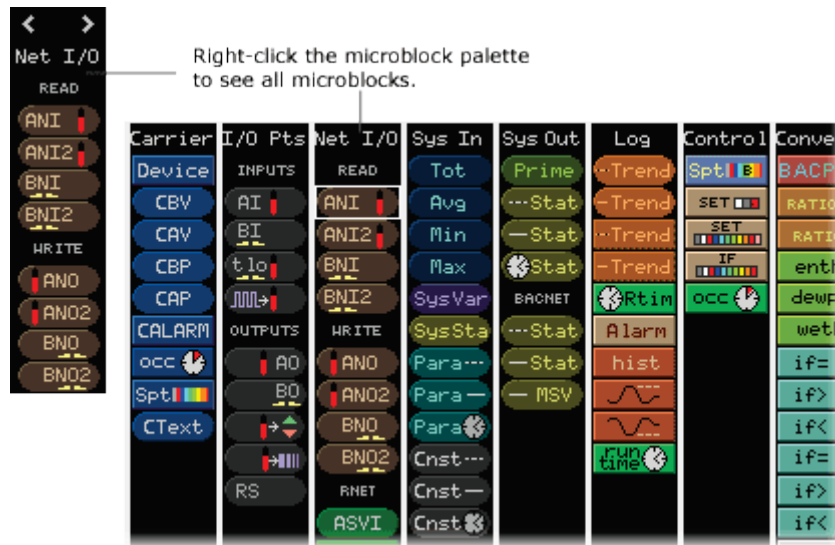 < >
Net I/O
READ
ANI
ANI2
BNI
BNI2
WRITE
ANO
ANO2
BNO
BNO2
Right-click the microblock palette
to see all microblocks.
Carrier
Device
CBV
CAV
CBP
CAP
CALARM
occ
Spt
CText
I/O Pts
INPUTS
AI
BI
t lo
OUTPUTS
AO
BO
RS
Net I/O
READ
ANI
ANI2
BNI
BNI2
WRITE
ANO
ANO2
BNO
BNO2
RNET
ASVI
Sys In
Tot
Avg
Min
Max
SysVar
SysSta
Para---
Para—
Para
Cnst---
Cnst—
Cnst
Sys Out
Prime
---Stat
—Stat
Stat
BACNET
---Stat
—Stat
— MSV
Log
--Trend
-Trend
--Trend
-Trend
Rtim
Alarm
hist
run
time
Control
Spt B
SET
SET
IF
occ
Conve
BACP
RATIO
RATI
enth
dewp
wetl
if=
if>
if<
if=
if>
if<